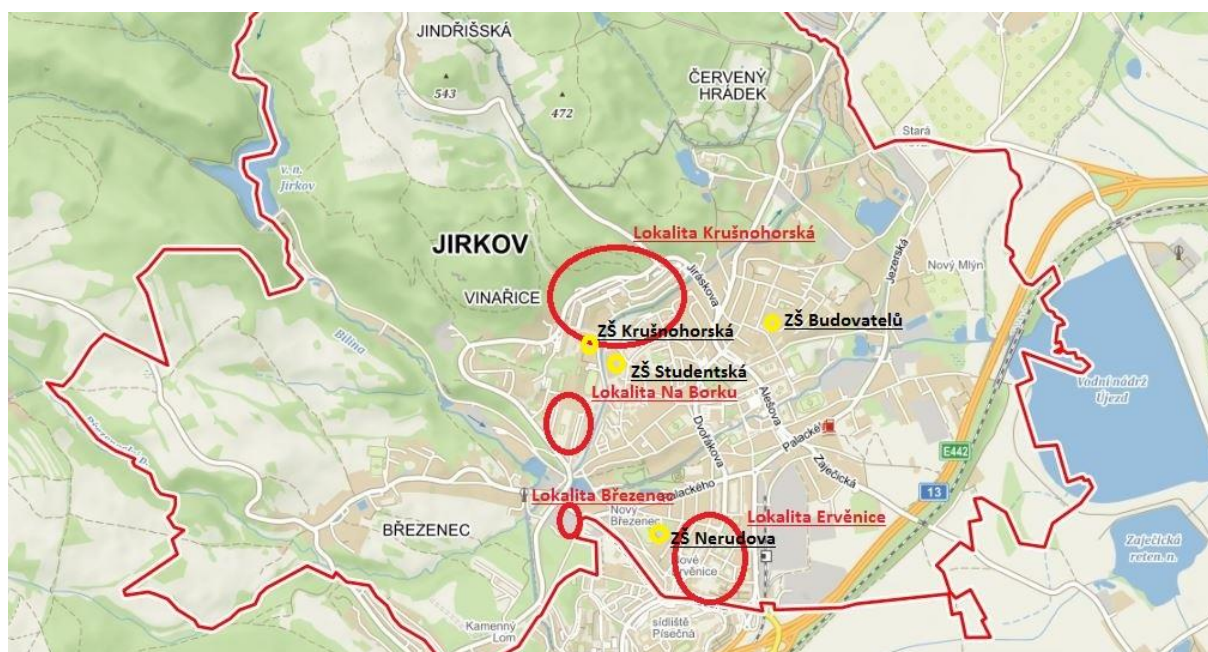 JINDŘIŠSKÁ
543
472
ČERVENÝ
HRÁDEK
Stará
v. n.
Jirkov
Lokalita Krušnohorská
JIRKOV
Jiráskova
Jezerská
Nový Mlýn
VINAŘICE
ZŠ Krušnohorská
ZŠ Budovatelů
Bílina
ZŠ Studentská
Lokalita Na Borku
Vodní nádrž
Újezd
Alešova
Dvořákova
Palackél
Zaječická
E442
13
Lokalita Březenec
alackého
Nový
Březenec
Lokalita Ervěnice
BŘEZENEC
ZŠ Nerudova
Nové
Ervěnice
Zaječická
reten. n.
Kamenný
Lom
sídliště
Písečná